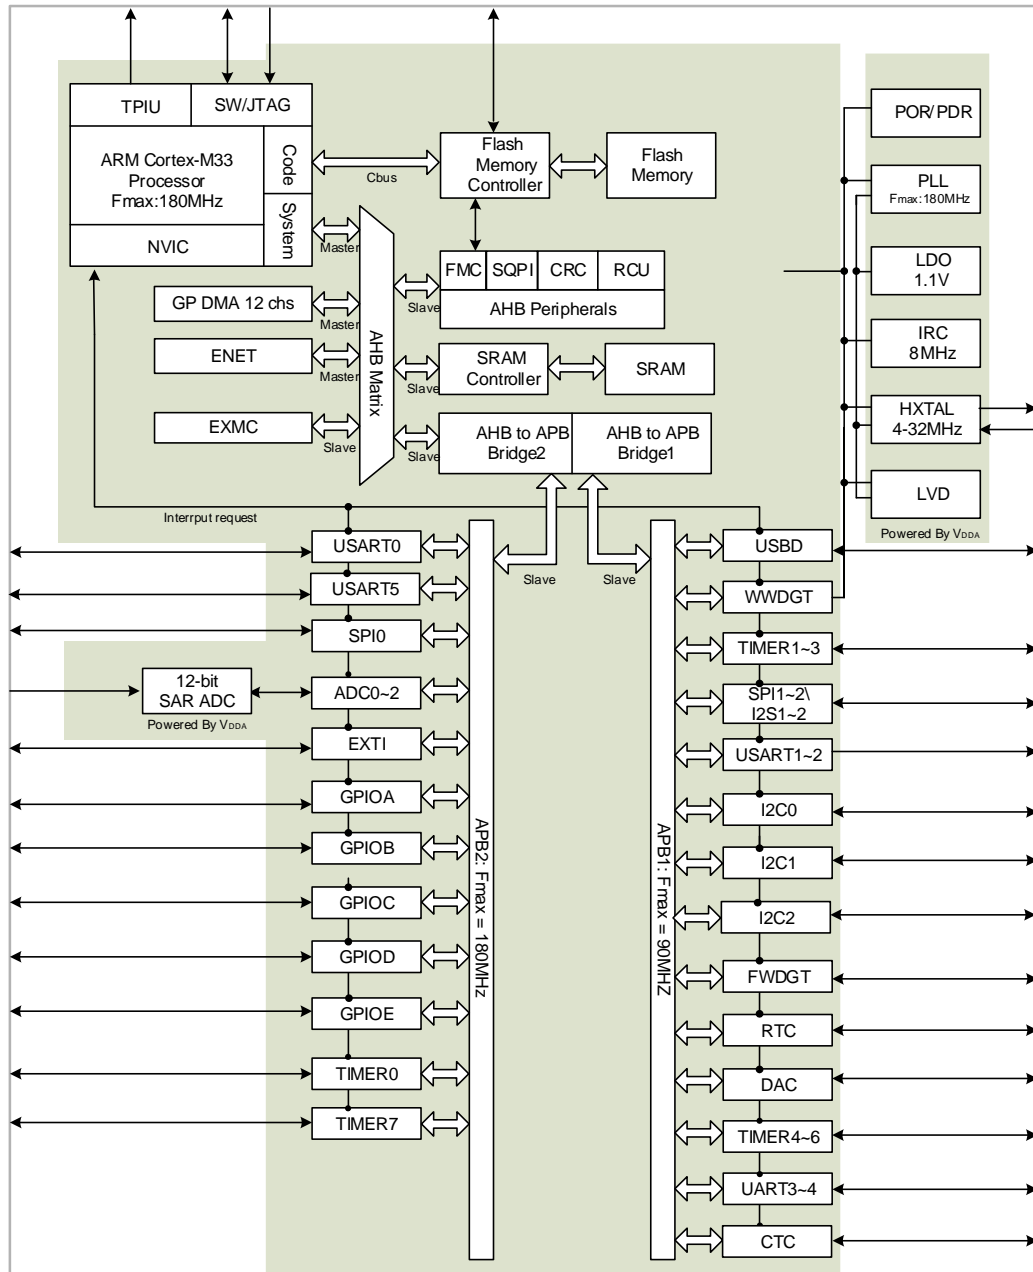 TPIU
SW/JTAG
ARM Cortex-M33
Processor
Fmax:180MHz
Code
System
NVIC
Cbus
Flash
Memory
Controller
Flash
Memory
POR/PDR
PLL
Fmax:180MHz
LDO
1.1V
IRC
8MHz
HXTAL
4-32MHz
LVD
Powered By VDDA
Master
FMC
SQPI
CRC
RCU
AHB Peripherals
Slave
GP DMA 12 chs
Master
AHB Matrix
ENET
Master
SRAM
Controller
SRAM
Slave
EXMC
Slave
AHB to APB
Bridge2
AHB to APB
Bridge1
Slave
Interrput request
Slave
Slave
USART0
USART5
SPI0
12-bit
SAR ADC
Powered By VDDA
ADC0~2
EXTI
GPIOA
GPIOB
GPIOC
GPIOD
GPIOE
TIMER0
TIMER7
APB2: Fmax = 180MHz
APB1: Fmax = 90MHZ
USBD
WWDGT
TIMER1~3
SPI1~2\
I2S1~2
USART1~2
I2C0
I2C1
I2C2
FWDGT
RTC
DAC
TIMER4~6
UART3~4
CTC